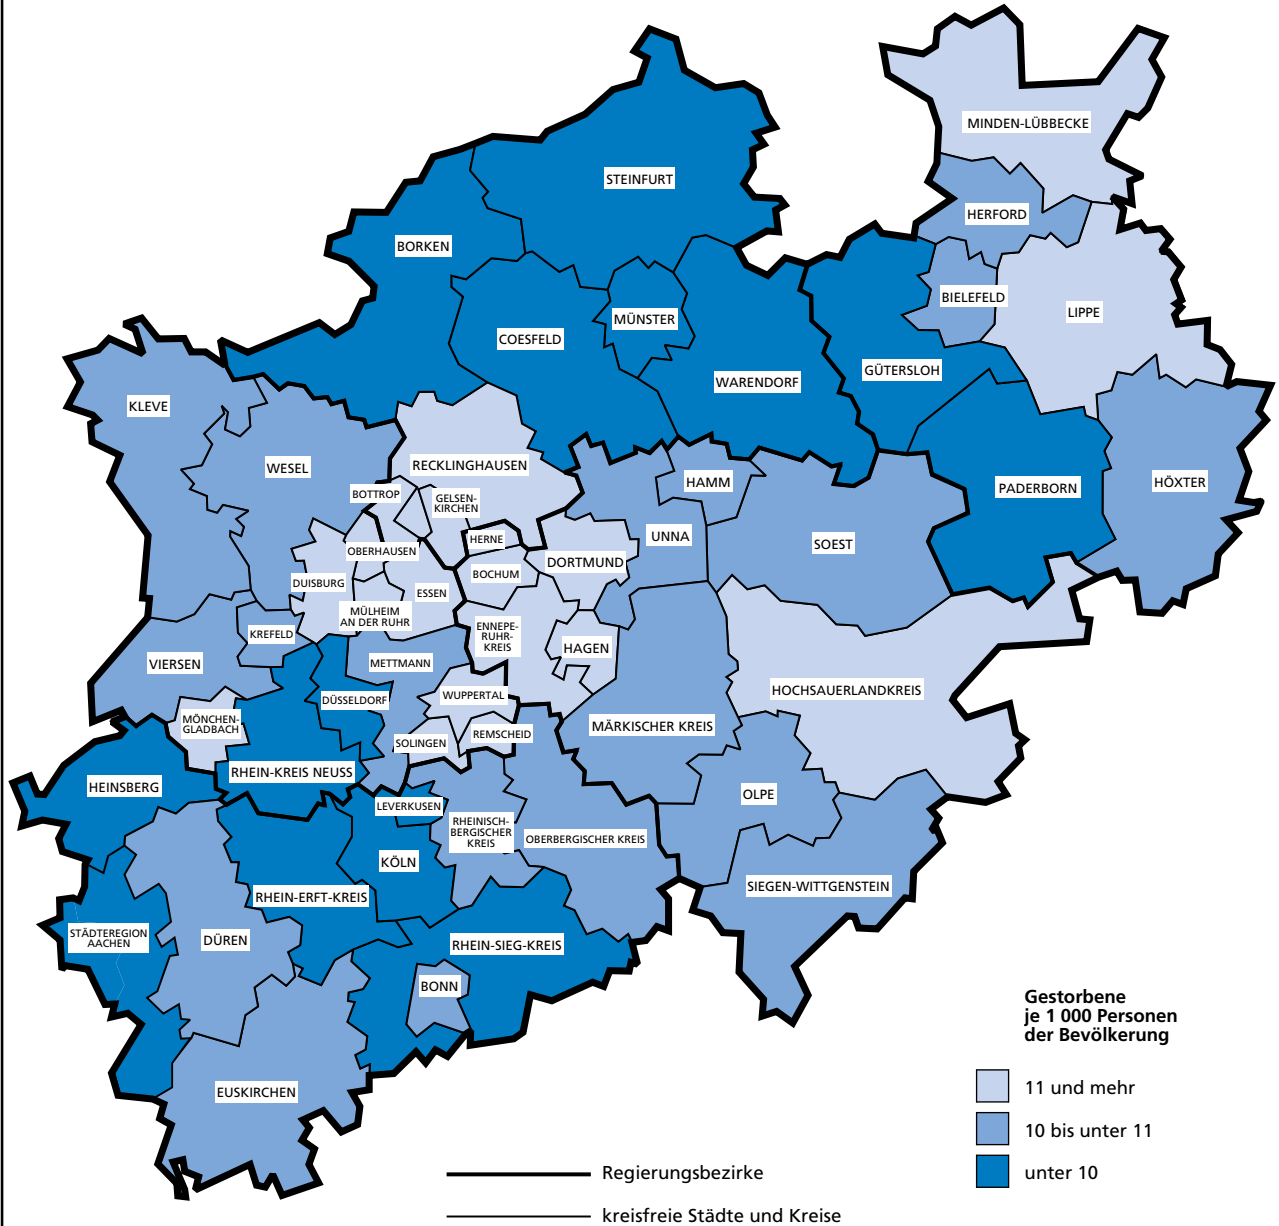 MINDEN-LÜBBECKE
STEINFURT
HERFORD
BORKEN
BIELEFELD
LIPPE
MÜNSTER
COESFELD
GÜTERSLOH
WARENDORF
KLEVE
RECKLINGHAUSEN
WESEL
HAMM
HÖXTER
PADERBORN
BOTTROP
GELSEN-
KIRCHEN
UNNA
HERNE
SOEST
OBERHAUSEN
DORTMUND
BOCHUM
DUISBURG
ESSEN
MÜLHEIM
AN DER RUHR
KREFELD
ENNEPE-
RUHR-
KREIS
HAGEN
VIERSEN
METTMANN
HOCHSAUERLANDKREIS
DÜSSELDORF
WUPPERTAL
MÖNCHEN-
GLADBACH
MÄRKISCHER KREIS
REMSCHEID
SOLINGEN
RHEIN-KREIS NEUSS
HEINSBERG
OLPE
LEVERKUSEN
RHEINISCH-
BERGISCHER
KREIS
OBERBERGISCHER KREIS
KÖLN
SIEGEN-WITTGENSTEIN
RHEIN-ERFT-KREIS
STÄDTEREGION
AACHEN
DÜREN
RHEIN-SIEG-KREIS
BONN
EUSKIRCHEN
Gestorbene
je 1 000 Personen
der Bevölkerung
11 und mehr
10 bis unter 11
unter 10
Regierungsbezirke
kreisfreie Städte und Kreise